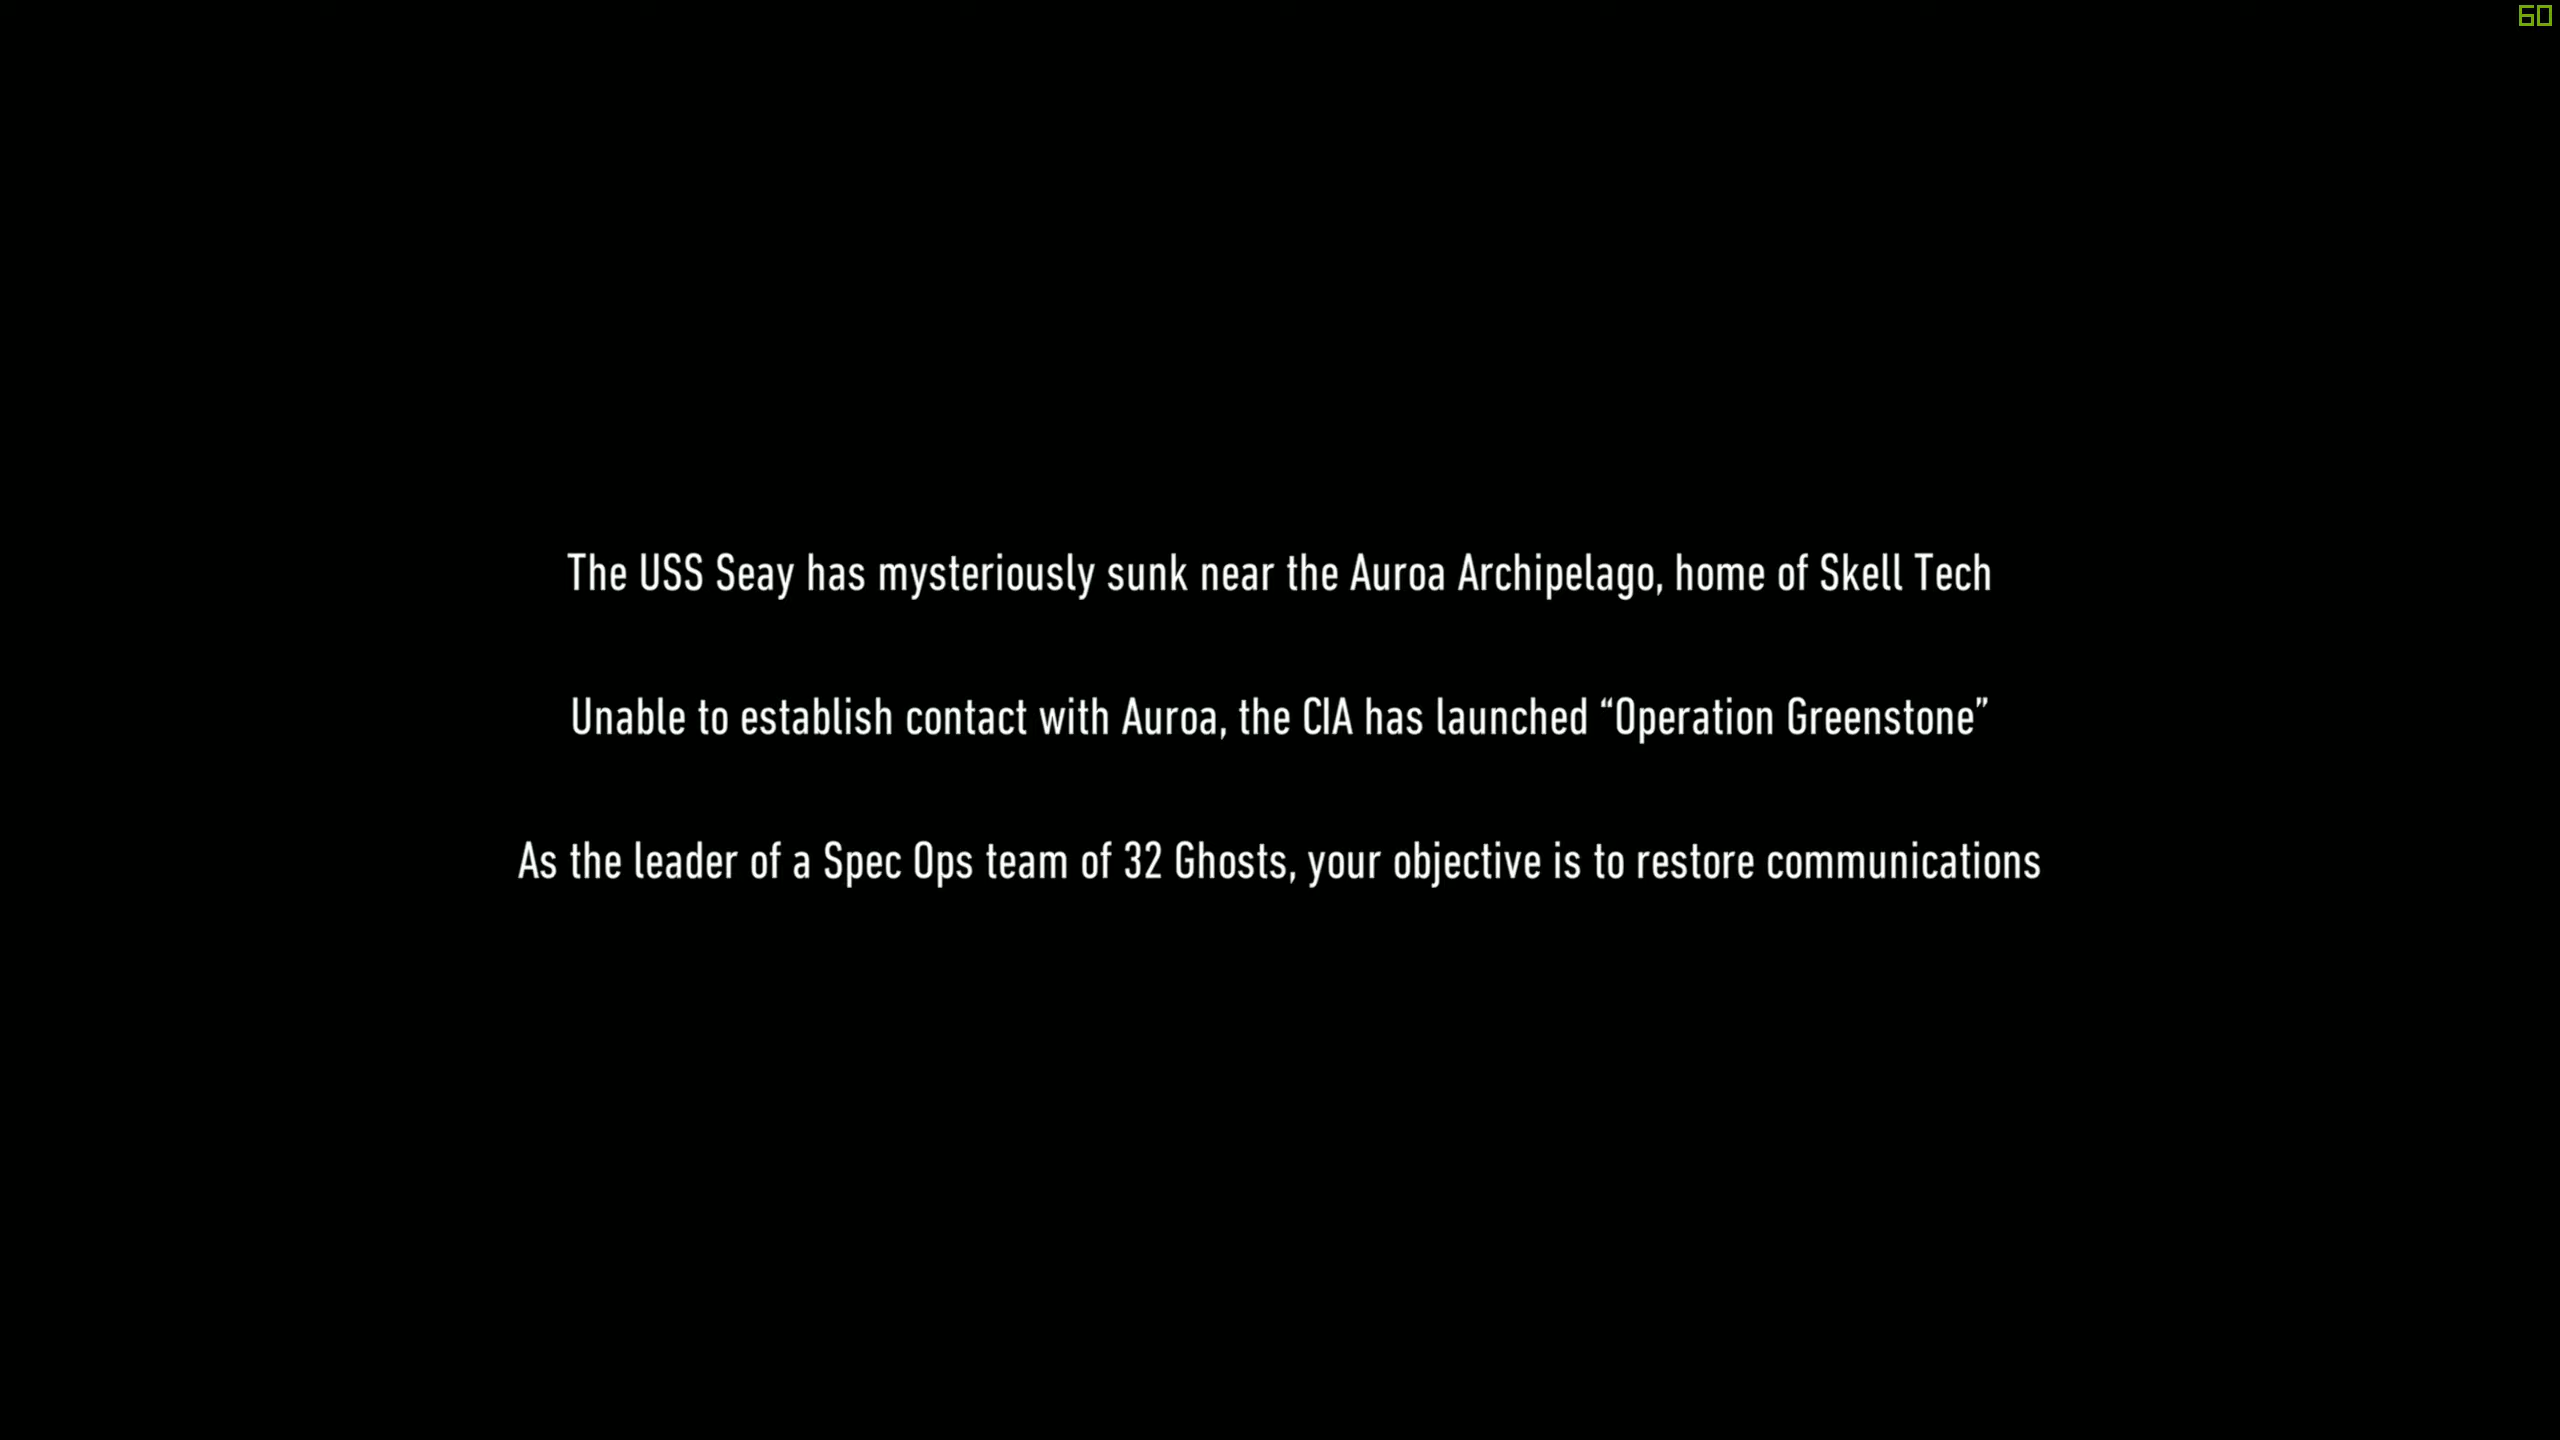 60
The USS Seay has mysteriously sunk near the Auroa Archipelago, home of Skell Tech
Unable to establish contact with Auroa, the CIA has launched “Operation Greenstone”
As the leader of a Spec Ops team of 32 Ghosts, your objective is to restore communications